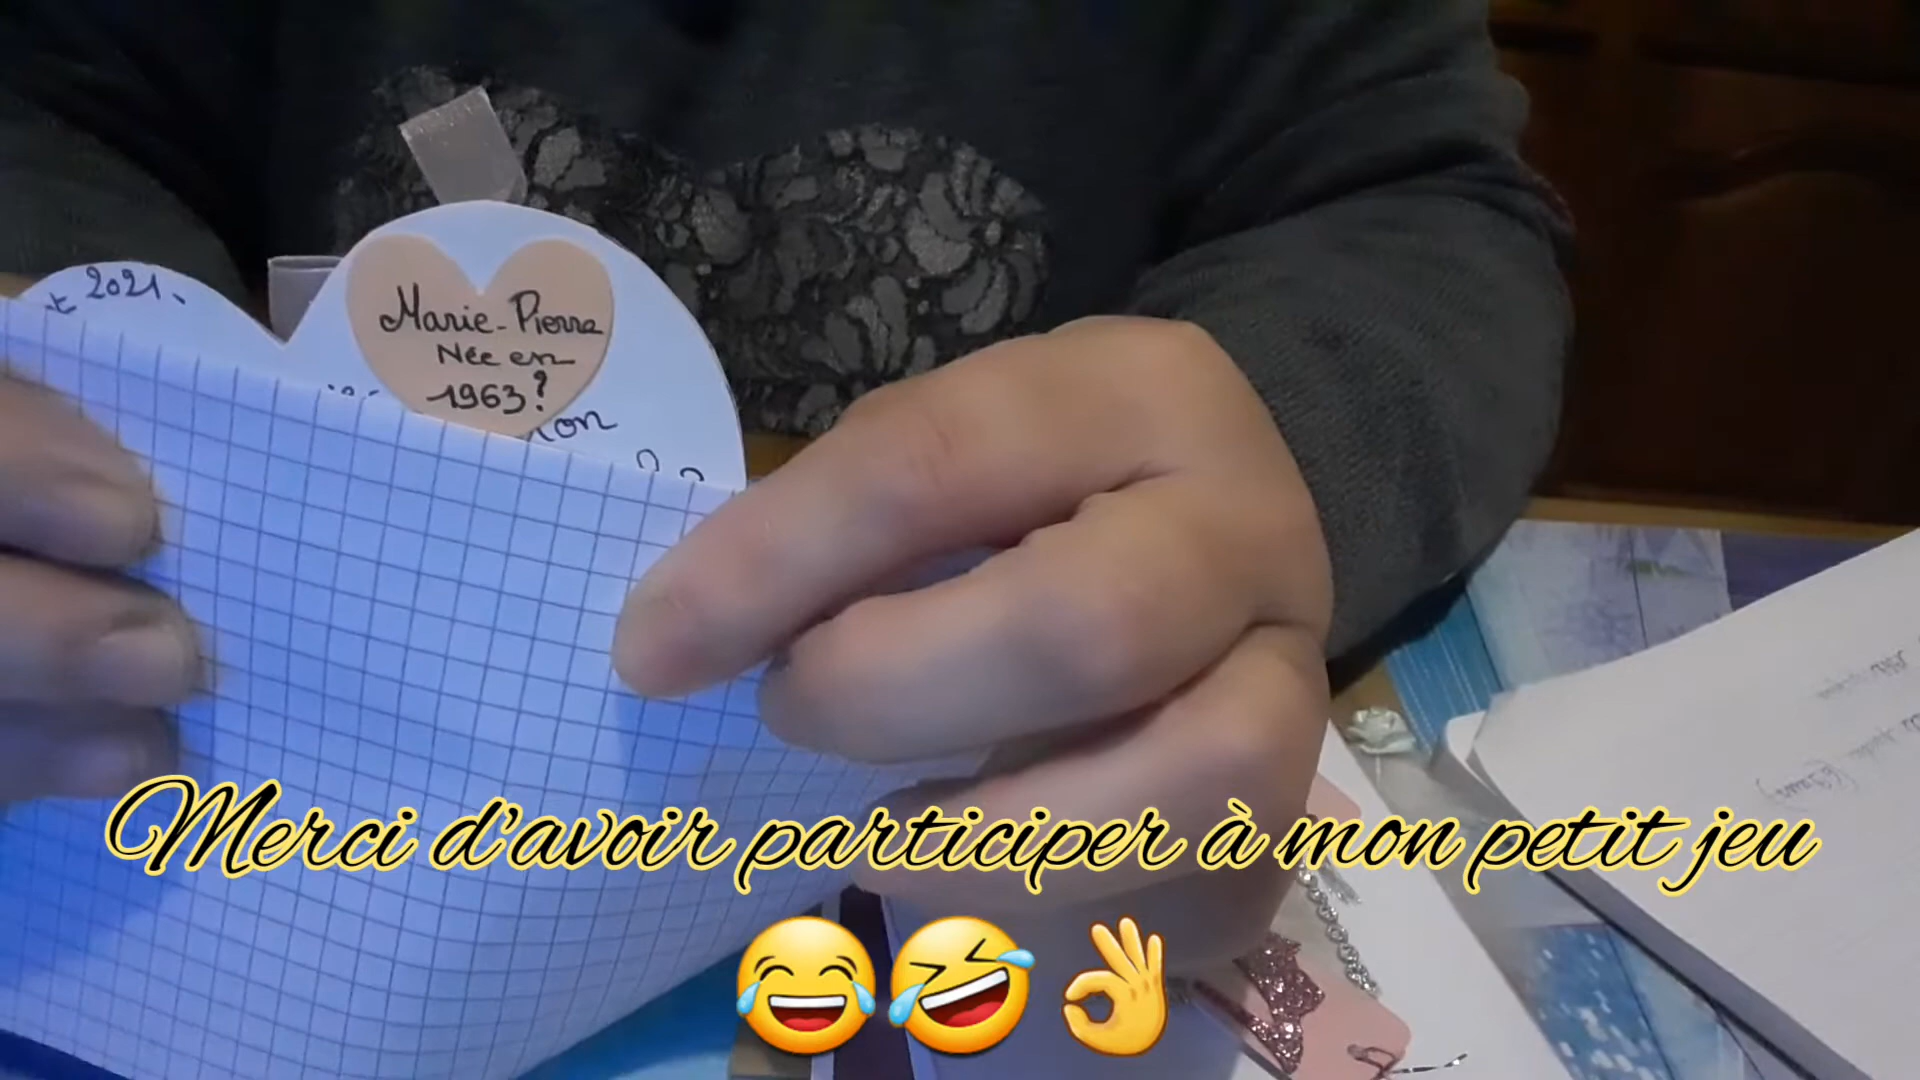 2021.
Marie-Pierre
Née en
1963?
Merci d'avoir participer à mon petit jeu
😂🤣👌